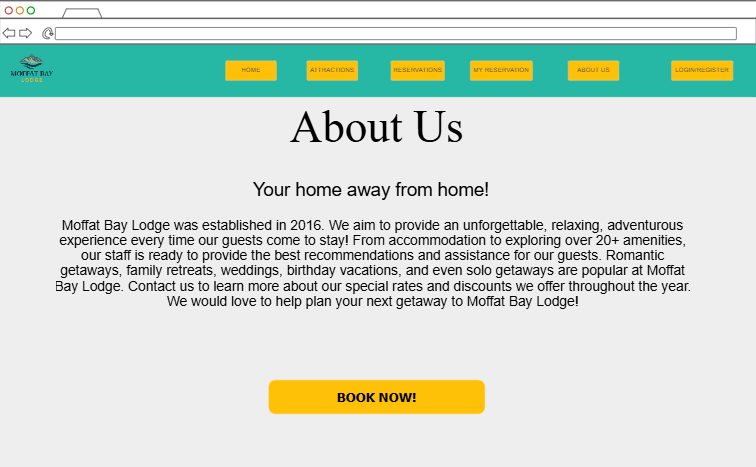 MOFFAT BAY
LODGE
HOME
ATTRACTIONS
RESERVATIONS
MY RESERVATION
ABOUT US
LOGIN/REGISTER
About Us
Your home away from home!
Moffat Bay Lodge was established in 2016. We aim to provide an unforgettable, relaxing, adventurous
experience every time our guests come to stay! From accommodation to exploring over 20+ amenities,
our staff is ready to provide the best recommendations and assistance for our guests. Romantic
getaways, family retreats, weddings, birthday vacations, and even solo getaways are popular at Moffat
Bay Lodge. Contact us to learn more about our special rates and discounts we offer throughout the year.
We would love to help plan your next getaway to Moffat Bay Lodge!
BOOK NOW!